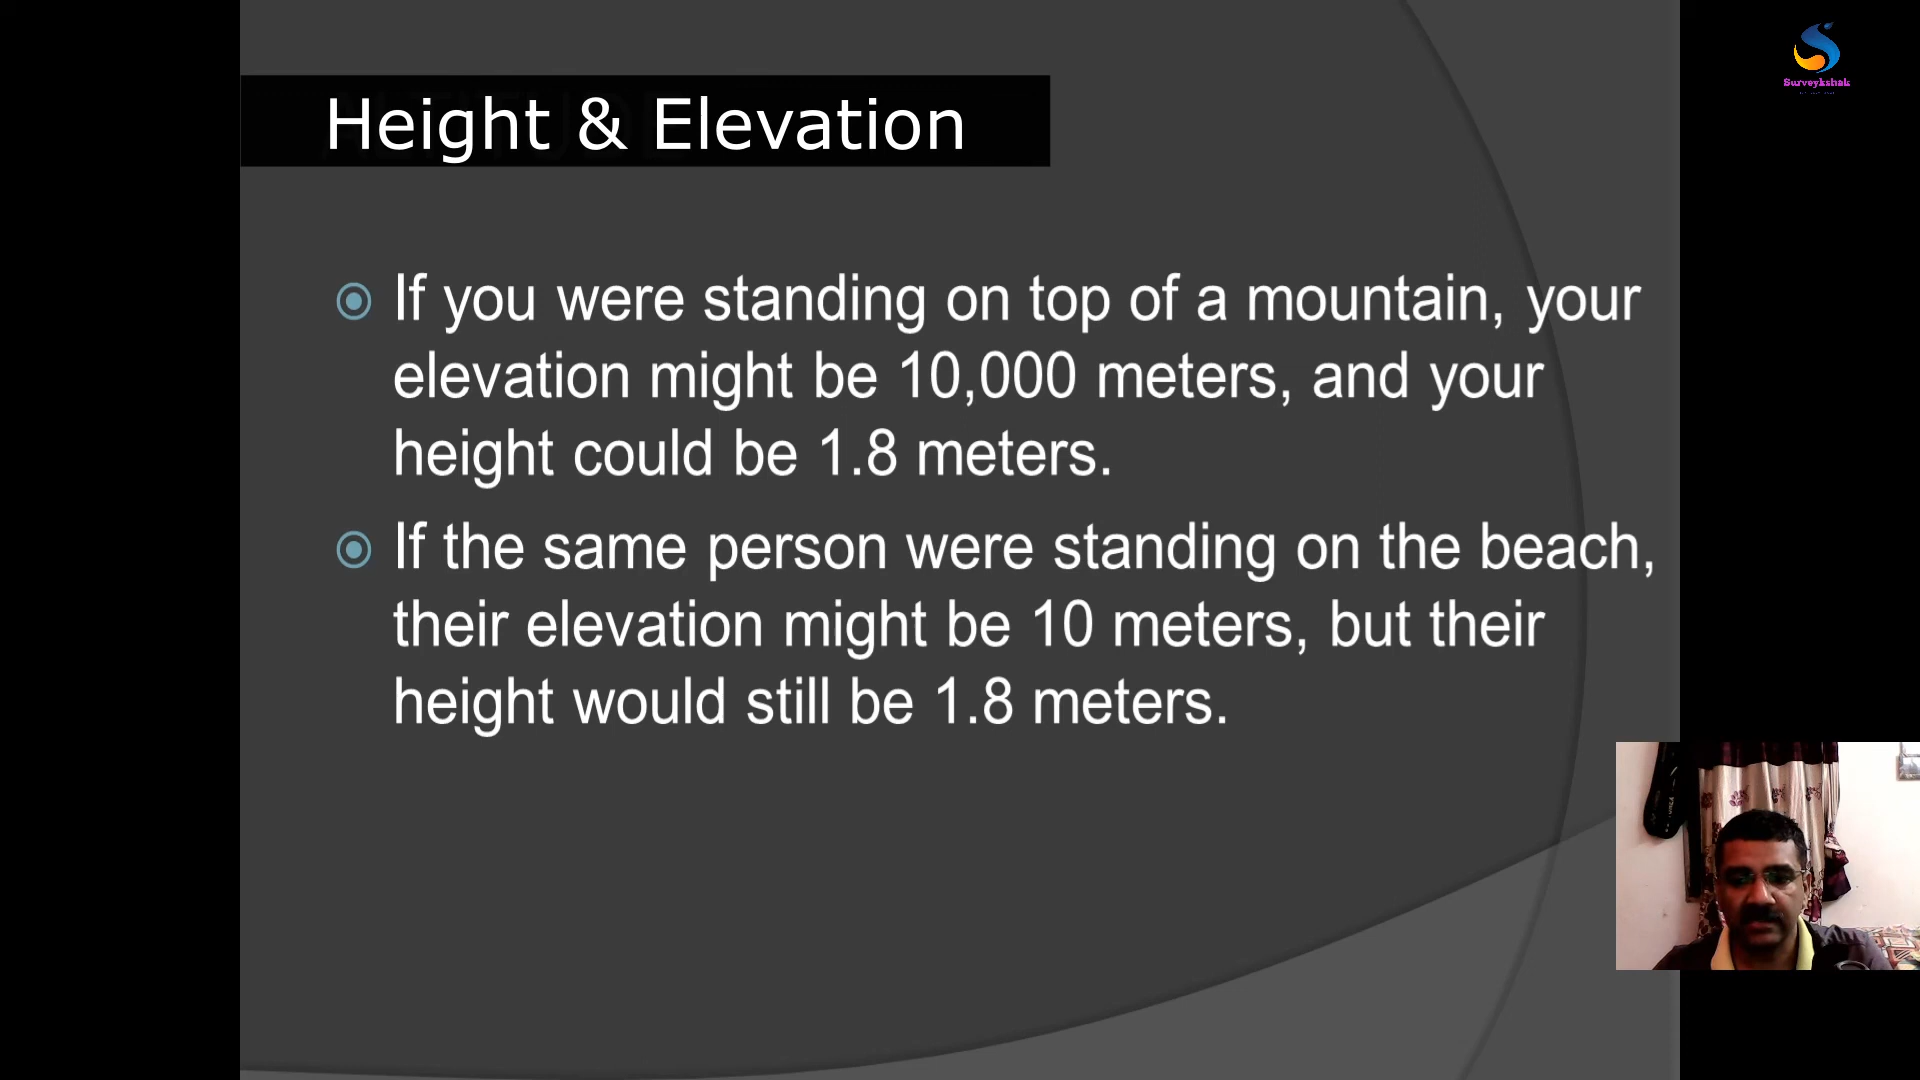 Surveykshak
Height & Elevation
If you were standing on top of a mountain, your
elevation might be 10,000 meters, and your
height could be 1.8 meters.
If the same person were standing on the beach,
their elevation might be 10 meters, but their
height would still be 1.8 meters.